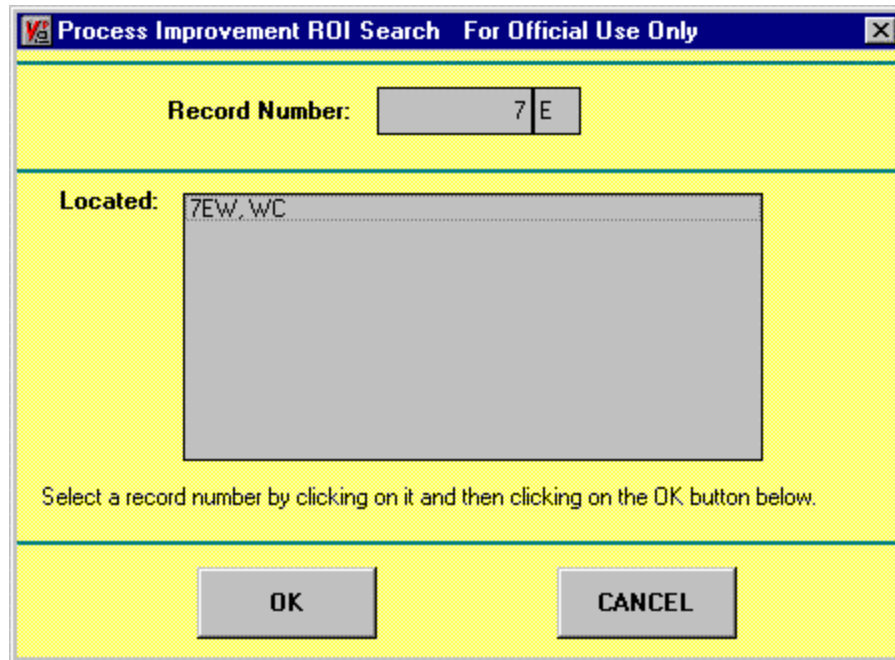 Process Improvement ROI Search For Official Use Only
Record Number: 7 E
Located: 7EW, WC
Select a record number by clicking on it and then clicking on the OK button below.
OK CANCEL